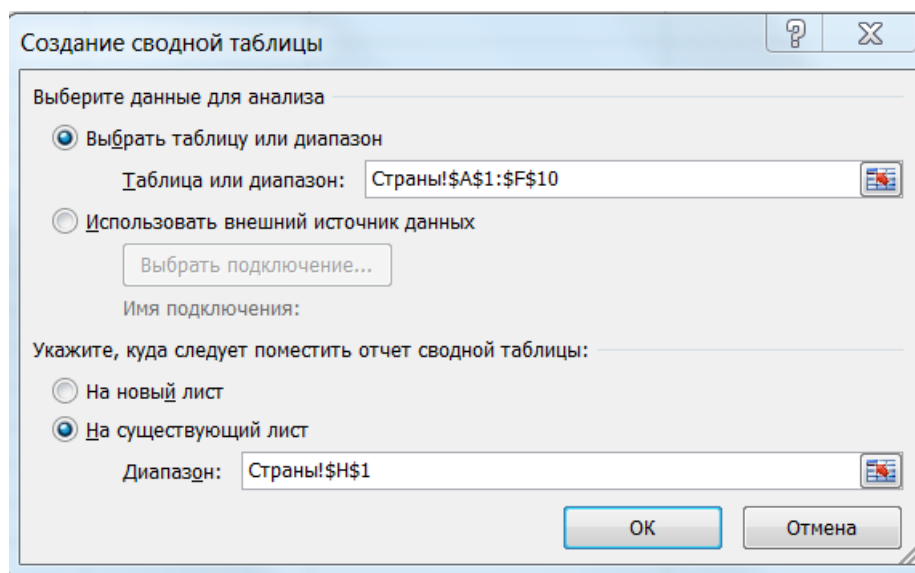 Создание сводной таблицы
?
Выберите данные для анализа
Выбрать таблицу или диапазон
Таблица или диапазон: Страны!$A$1:$F$10
Использовать внешний источник данных
Выбрать подключение...
Имя подключения:
Укажите, куда следует поместить отчет сводной таблицы:
На новый лист
На существующий лист
Диапазон: Страны!$H$1
ОК Отмена